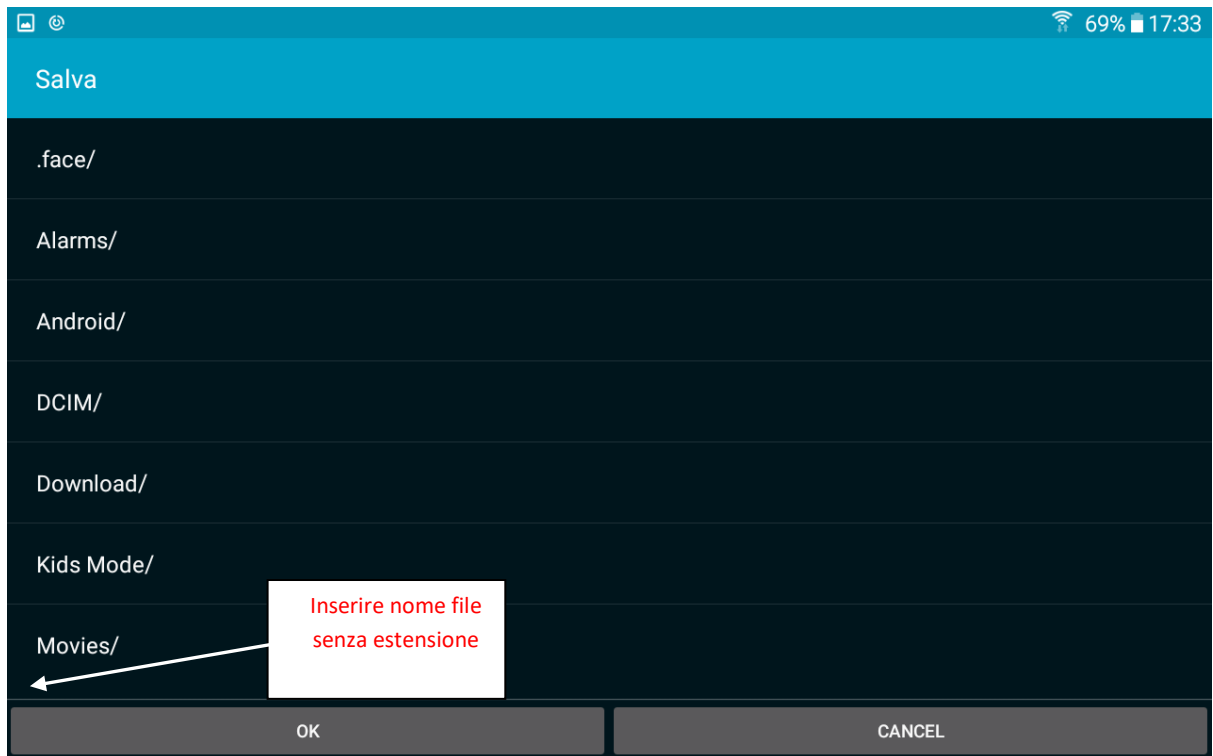 69% 17:33
Salva
.face/
Alarms/
Android/
DCIM/
Download/
Kids Mode/
Inserire nome file
senza estensione
Movies/
OK CANCEL